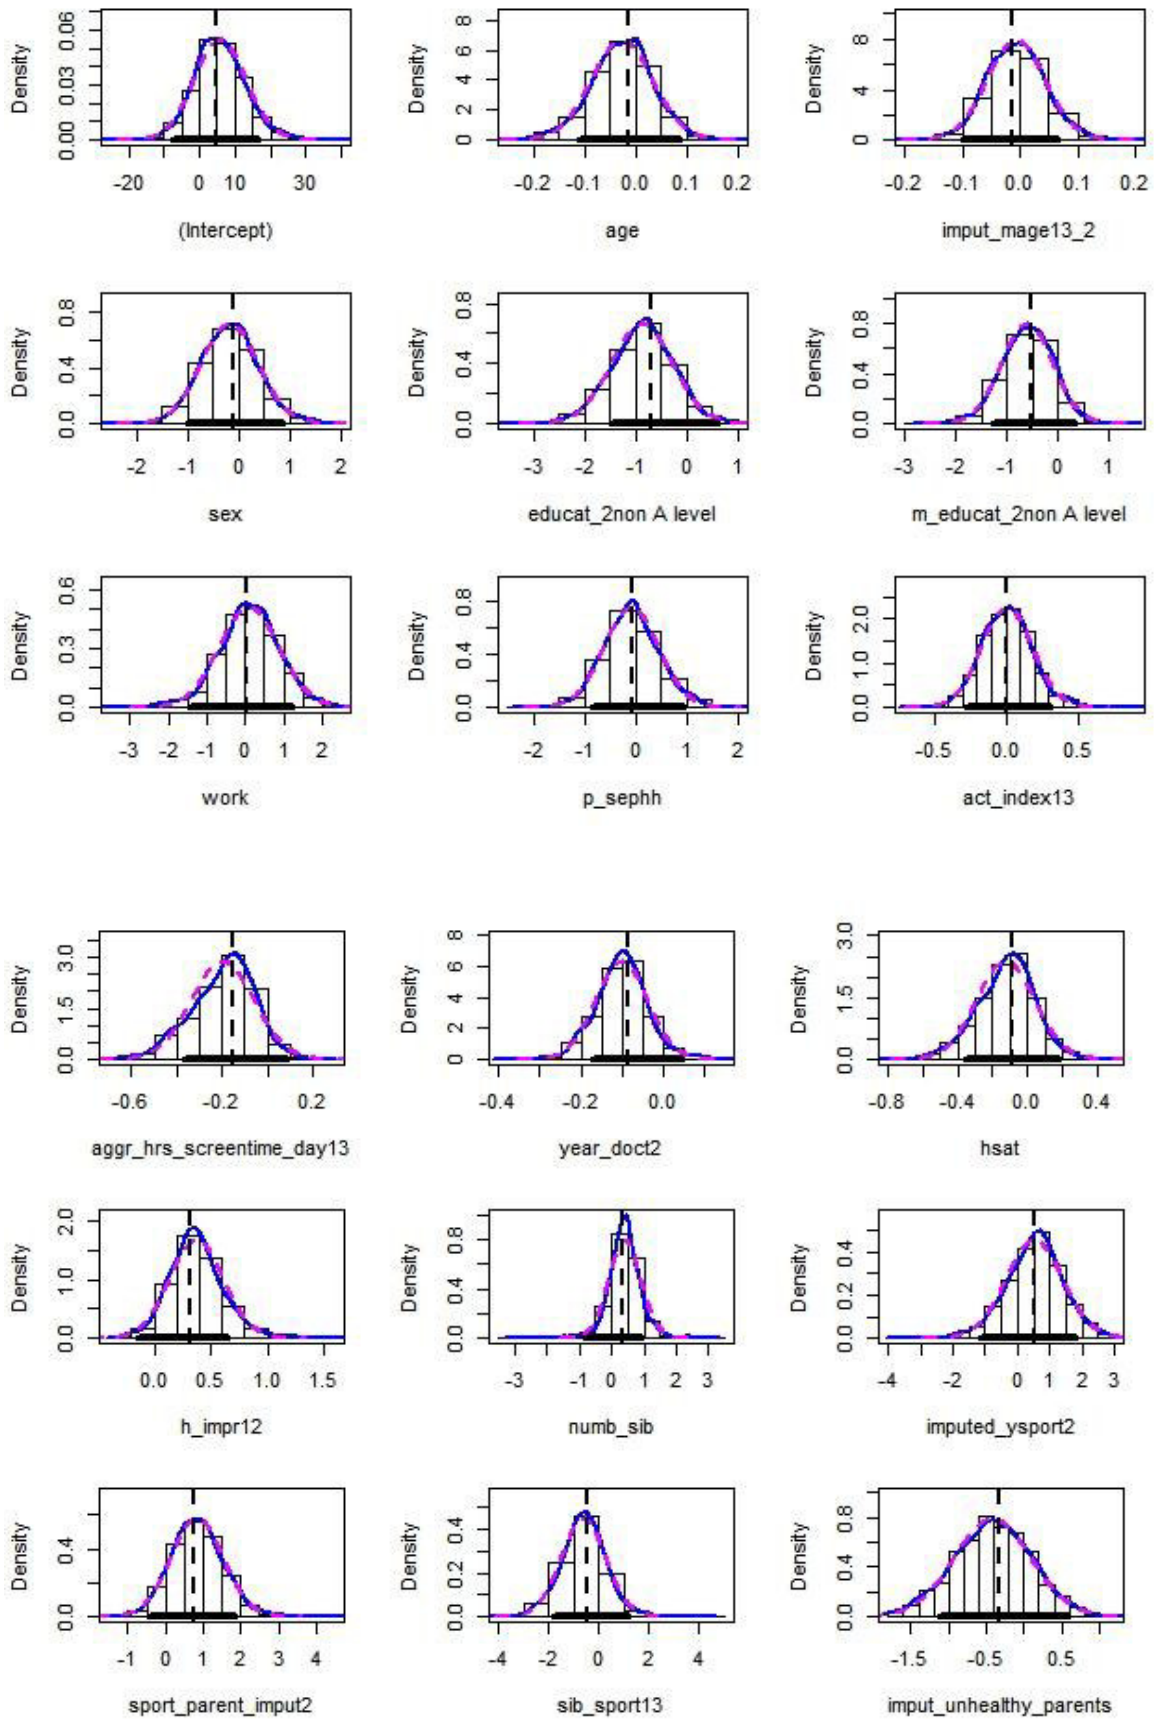 Density
0.00 0.03 0.06
-20 0 10 30
(Intercept)
0 2 4 6 8
-0.2 -0.1 0.0 0.1 0.2
age
Density
0 4 8
-0.2 -0.1 0.0 0.1 0.2
imput_mage13_2
Density
Density
0.0 0.4 0.8
-2 -1 0 1 2
sex
Density
0.0 0.4 0.8
-3 -2 -1 0 1
educat_2non A level
Density
0.0 0.4 0.8
-3 -2 -1 0 1
m_educat_2non A level
Density
0.0 0.3 0.6
-3 -2 -1 0 1 2
work
Density
0.0 0.4 0.8
-2 -1 0 1 2
p_sephh
Density
0.0 1.0 2.0
-0.5 0.0 0.5
act_index13
Density
0.0 1.5 3.0
-0.6 -0.2 0.2
aggr_hrs_screentime_day13
Density
0 2 4 6 8
-0.4 -0.2 0.0
year_doct2
Density
0.0 1.5 3.0
-0.8 -0.4 0.0 0.4
hsat
Density
0.0 1.0 2.0
0.0 0.5 1.0 1.5
h_impr12
Density
0.0 0.4 0.8
-3 -1 0 1 2 3
numb_sib
Density
0.0 0.2 0.4
-4 -2 0 1 2 3
imputed_ysport2
Density
0.0 0.4
-1 0 1 2 3 4
sport_parent_imput2
Density
0.0 0.2 0.4
-4 -2 0 2 4
sib_sport13
Density
0.0 0.4 0.8
-1.5 -0.5 0.5
imput_unhealthy_parents